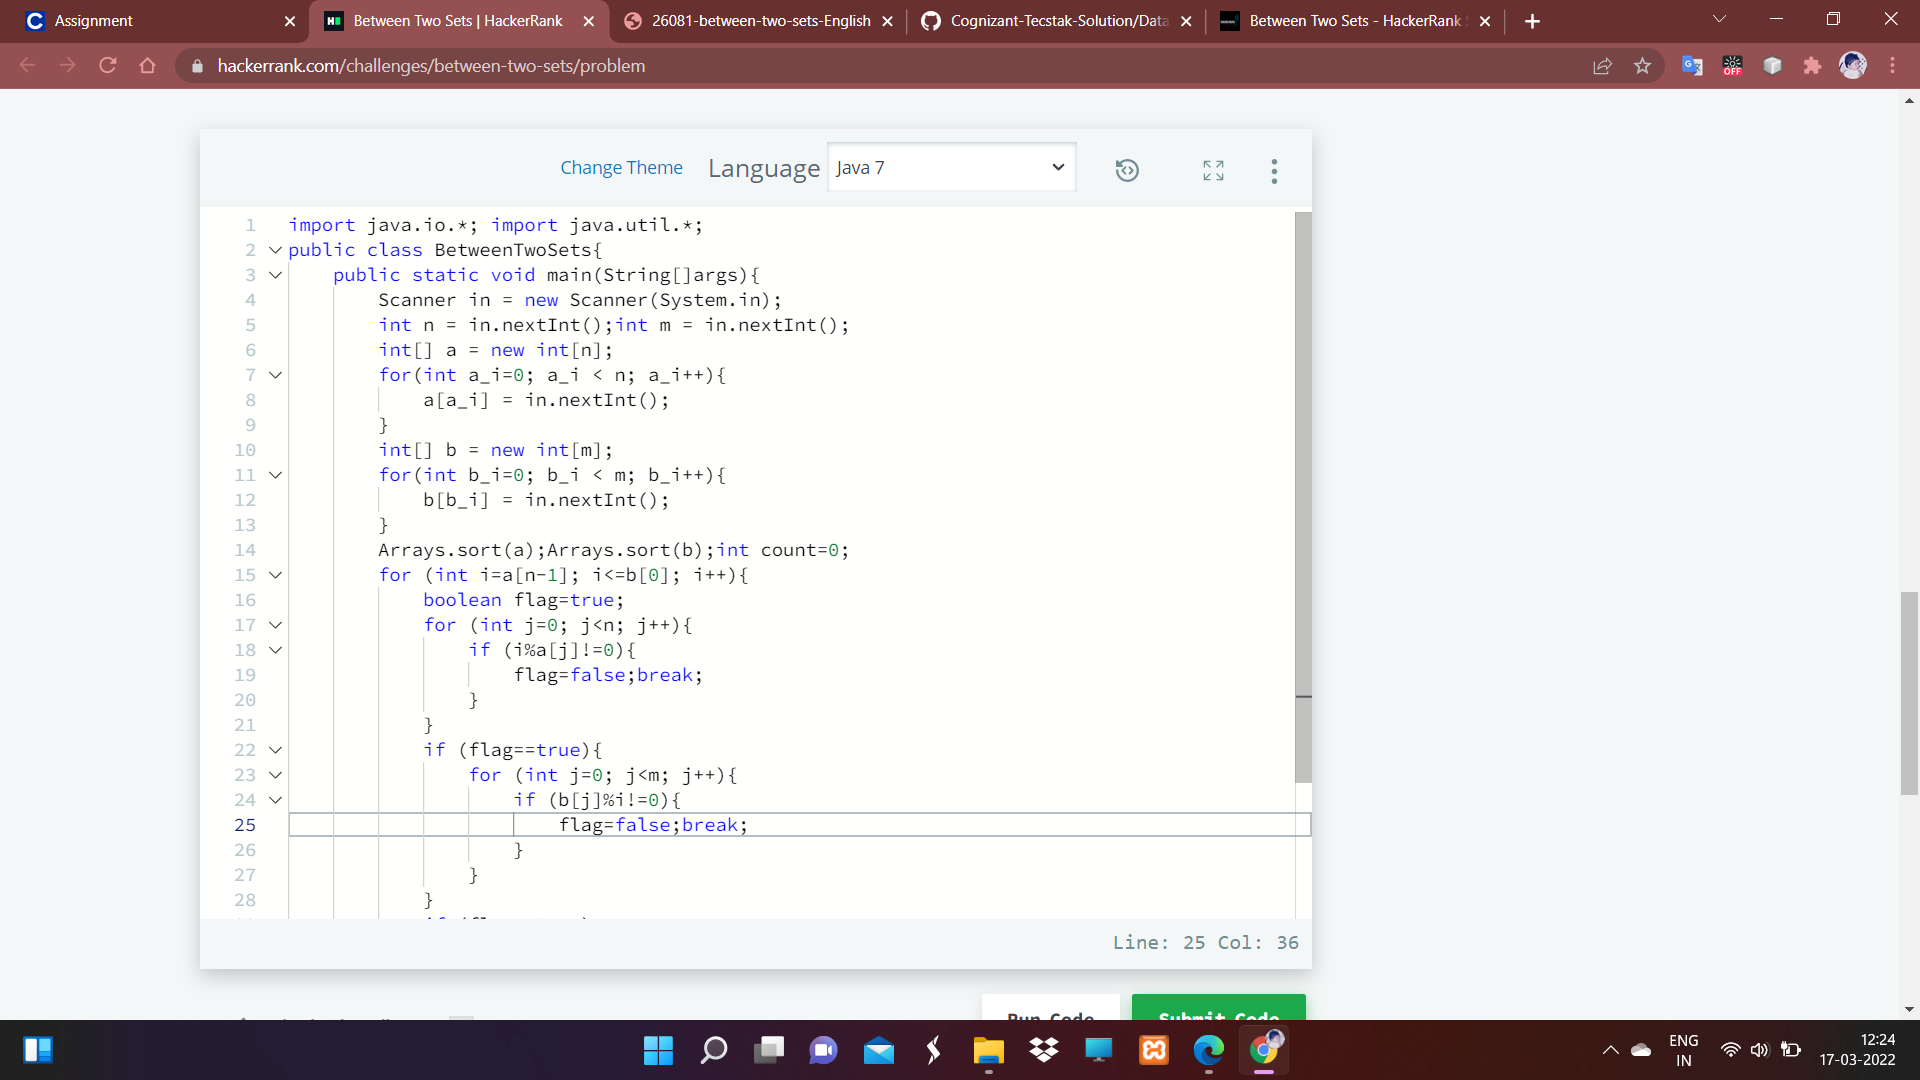 Assignment
Between Two Sets | HackerRank
26081-between-two-sets-English
Cognizant-Tecstak-Solution/Data
Between Two Sets - HackerRank
hackerrank.com/challenges/between-two-sets/problem
OFF
Change Theme
Language
Java 7
1 import java.io.*; import java.util.*;
2 public class BetweenTwoSets{
3 public static void main(String[]args){
4 Scanner in = new Scanner(System.in);
5 int n = in.nextInt();int m = in.nextInt();
6 int[] a = new int[n];
7 for(int a_i=0; a_i < n; a_i++){
8 a[a_i] = in.nextInt();
9 }
10 int[] b = new int[m];
11 for(int b_i=0; b_i < m; b_i++){
12 b[b_i] = in.nextInt();
13 }
14 Arrays.sort(a);Arrays.sort(b);int count=0;
15 for (int i=a[n-1]; i<=b[0]; i++){
16 boolean flag=true;
17 for (int j=0; j<n; j++){
18 if (i%a[j]!=0){
19 flag=false;break;
20 }
21 }
22 if (flag==true){
23 for (int j=0; j<m; j++){
24 if (b[j]%i!=0){
25 flag=false;break;
26 }
27 }
28 }
Line: 25 Col: 36
Run Code
Submit Code
ENG
IN
12:24
17-03-2022